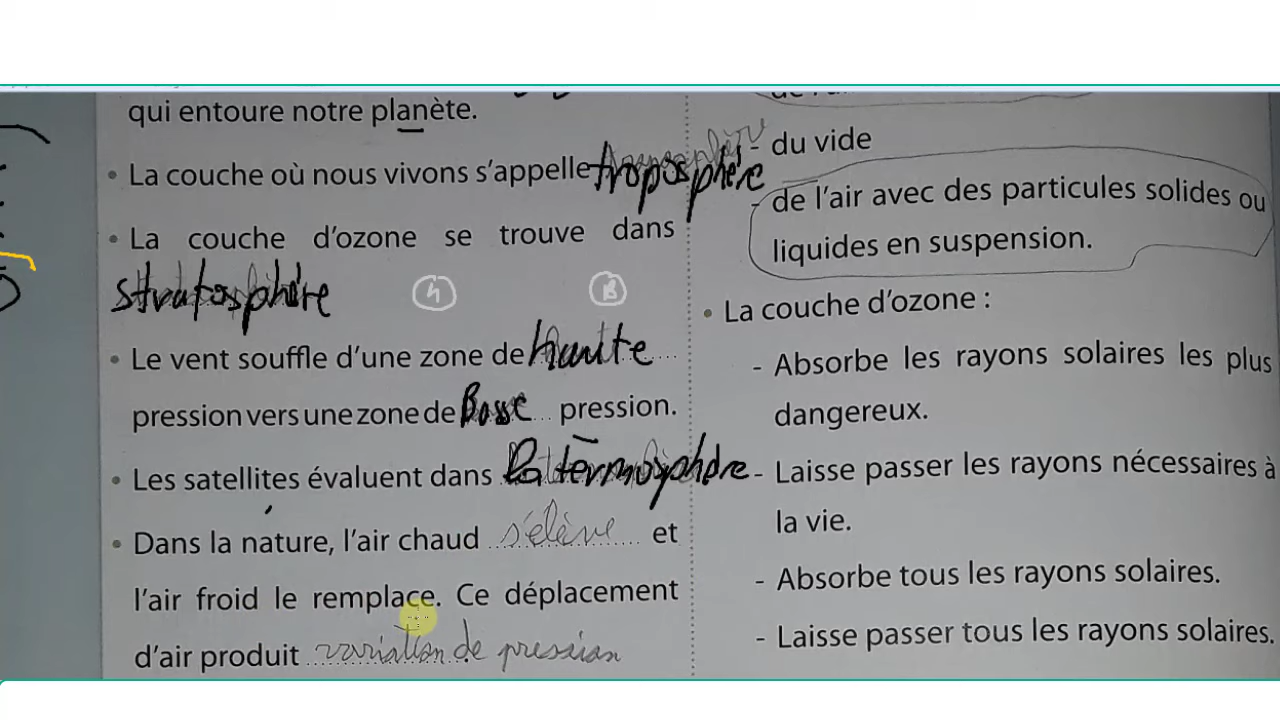 qui entoure notre planète.
• La couche où nous vivons s'appelle troposphère
• La couche d'ozone se trouve dans
stratosphère
• Le vent souffle d'une zone de haute
pression vers une zone de Basse pression.
• Les satellites évaluent dans la termosphère
• Dans la nature, l'air chaud s'élève et
l'air froid le remplace. Ce déplacement
d'air produit variation de pression
- du vide
- de l'air avec des particules solides ou
liquides en suspension.
• La couche d'ozone :
- Absorbe les rayons solaires les plus
dangereux.
- Laisse passer les rayons nécessaires à
la vie.
- Absorbe tous les rayons solaires.
- Laisse passer tous les rayons solaires.